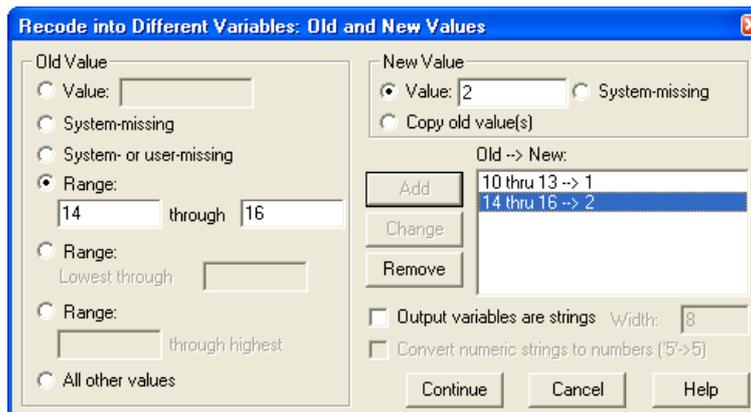 Recode into Different Variables: Old and New Values
Old Value
Value:
System-missing
System- or user-missing
Range:
14 through 16
Range:
Lowest through
Range:
through highest
All other values
New Value
Value: 2 System-missing
Copy old value(s)
Old --> New:
Add
Change
Remove
10 thru 13 --> 1
14 thru 16 --> 2
Output variables are strings Width: 8
Convert numeric strings to numbers ('5'->5)
Continue Cancel Help